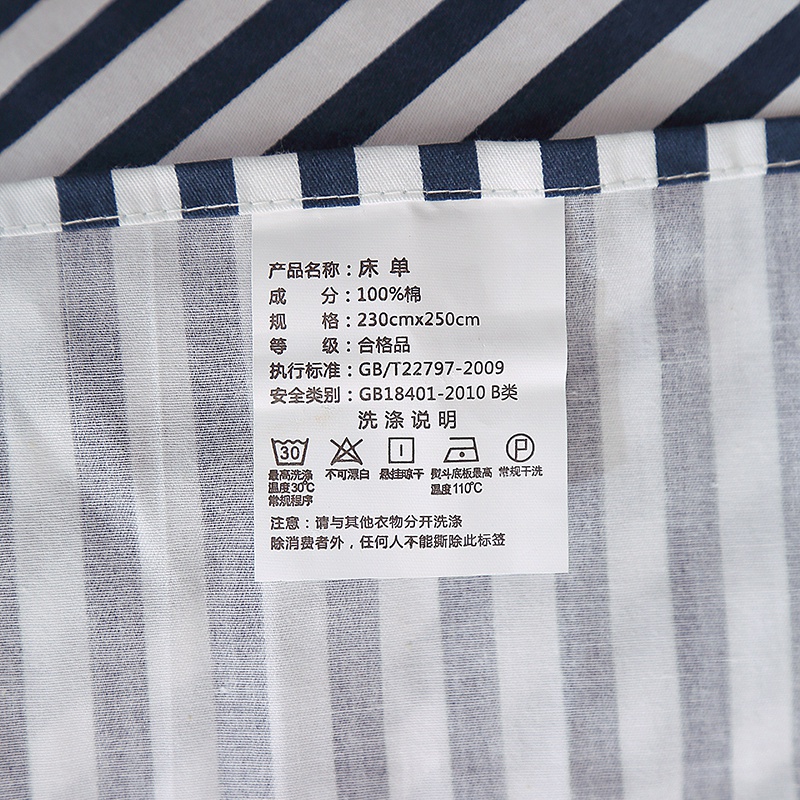 产品名称：床 单
成 分：100%棉
规 格：230cmx250cm
等 级：合格品
执行标准：GB/T22797-2009
安全类别：GB18401-2010 B类
洗涤说明
30 P
最高洗涤 不可漂白 悬挂晾干 熨斗底板最高 常规干洗
温度30℃ 温度110℃
常规程序
注意：请与其他衣物分开洗涤
除消费者外，任何人不能撕除此标签